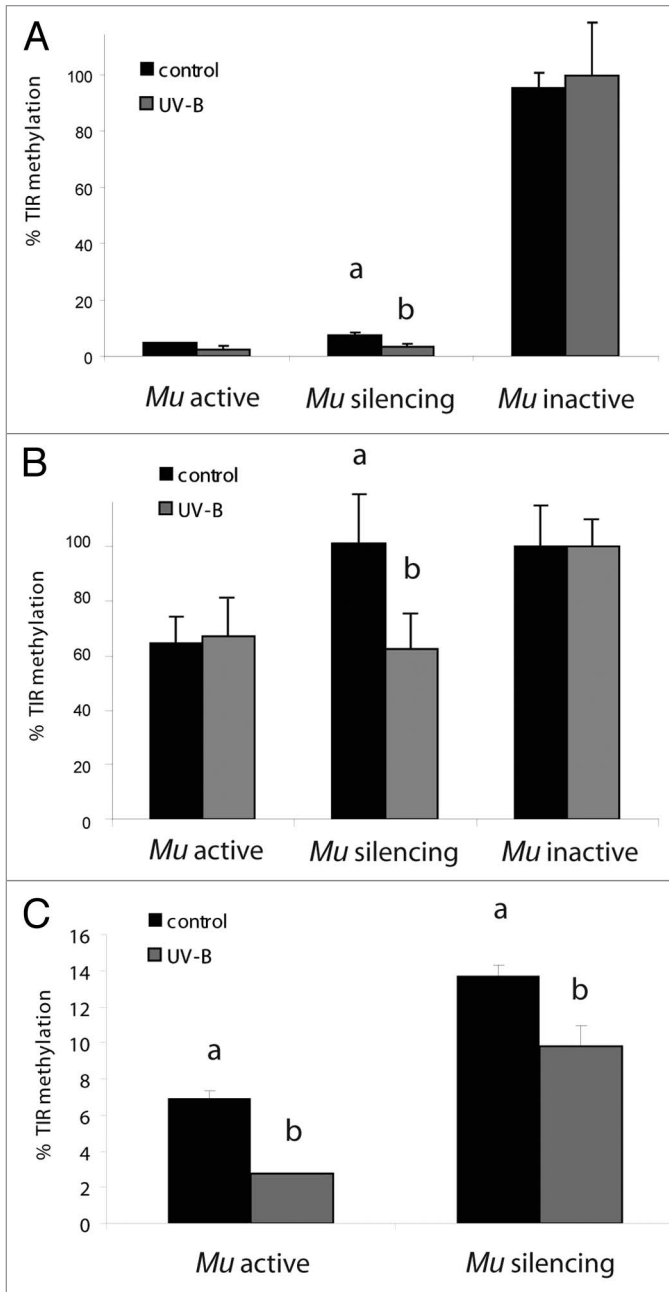 A
control
UV-B
% TIR methylation
100
80
60
40
20
0
a
b
Mu active
Mu silencing
Mu inactive
B
control
UV-B
% TIR methylation
100
80
60
40
20
0
a
b
Mu active
Mu silencing
Mu inactive
C
control
UV-B
% TIR methylation
16
14
12
10
8
6
4
2
0
a
b
a
b
Mu active
Mu silencing